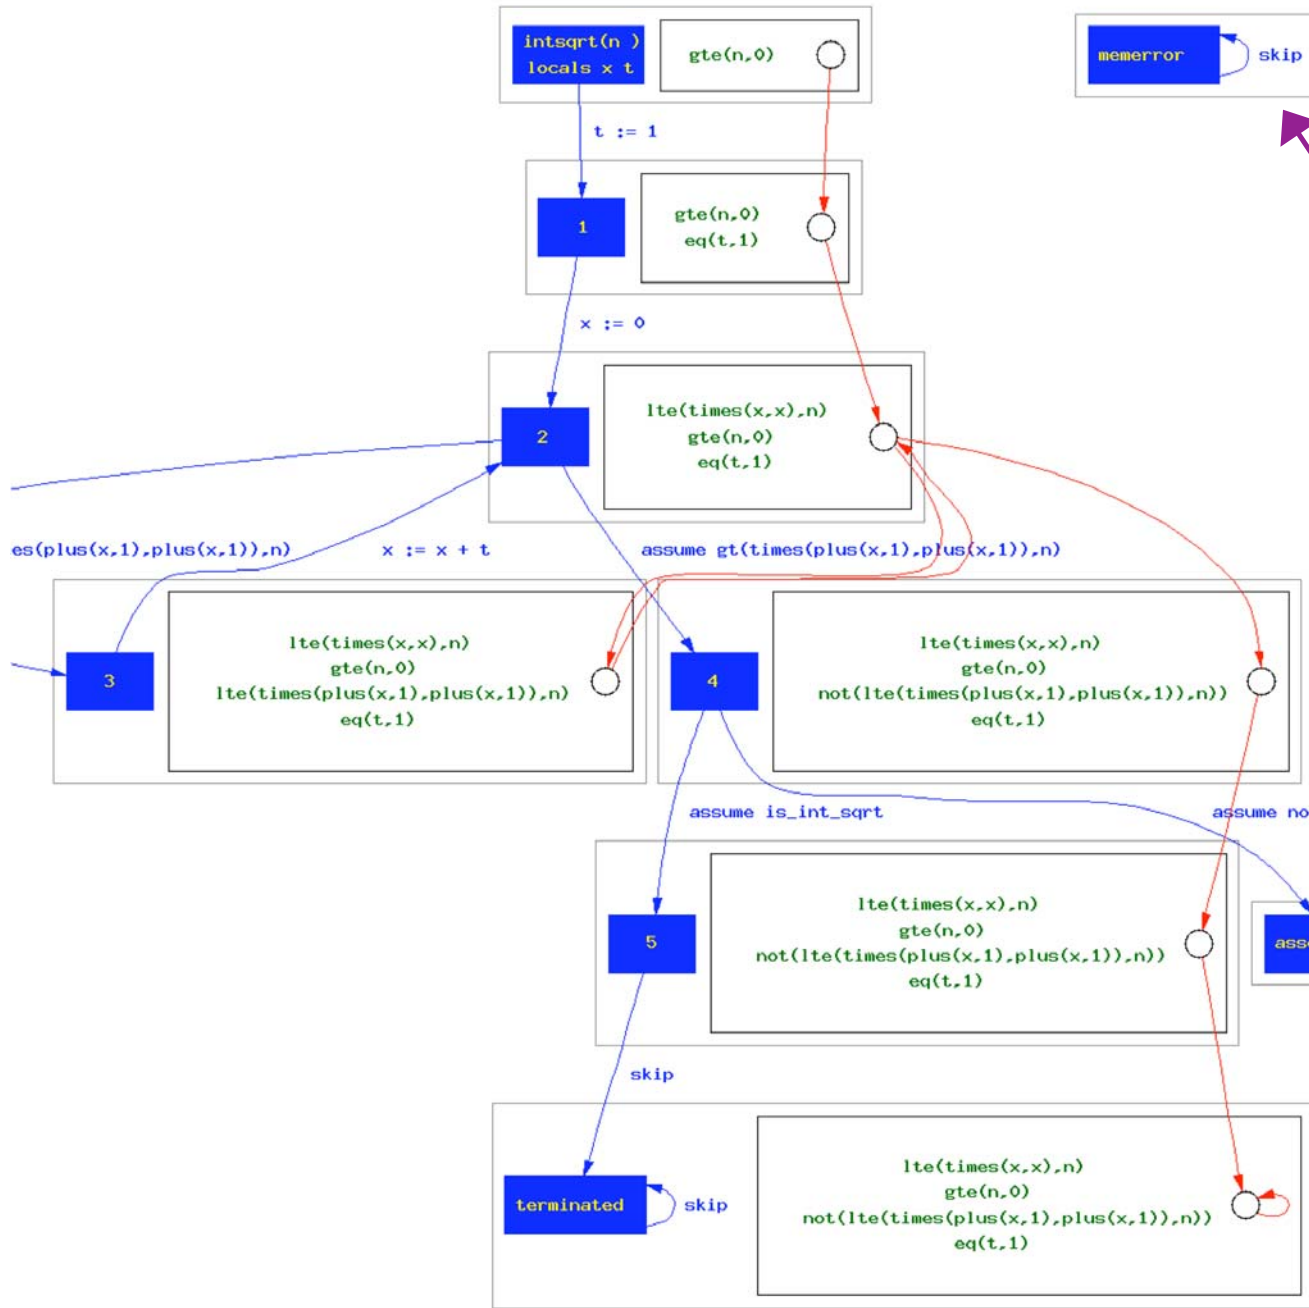 intsqrt(n )
locals x t
gte(n,0)
memerror
skip
t := 1
1
gte(n,0)
eq(t,1)
x := 0
2
lte(times(x,x),n)
gte(n,0)
eq(t,1)
es(plus(x,1),plus(x,1)),n)
x := x + t
assume gt(times(plus(x,1),plus(x,1)),n)
3
lte(times(x,x),n)
gte(n,0)
lte(times(plus(x,1),plus(x,1)),n)
eq(t,1)
4
lte(times(x,x),n)
gte(n,0)
not(lte(times(plus(x,1),plus(x,1)),n))
eq(t,1)
assume is_int_sqrt
assume no
5
lte(times(x,x),n)
gte(n,0)
not(lte(times(plus(x,1),plus(x,1)),n))
eq(t,1)
skip
terminated
skip
lte(times(x,x),n)
gte(n,0)
not(lte(times(plus(x,1),plus(x,1)),n))
eq(t,1)